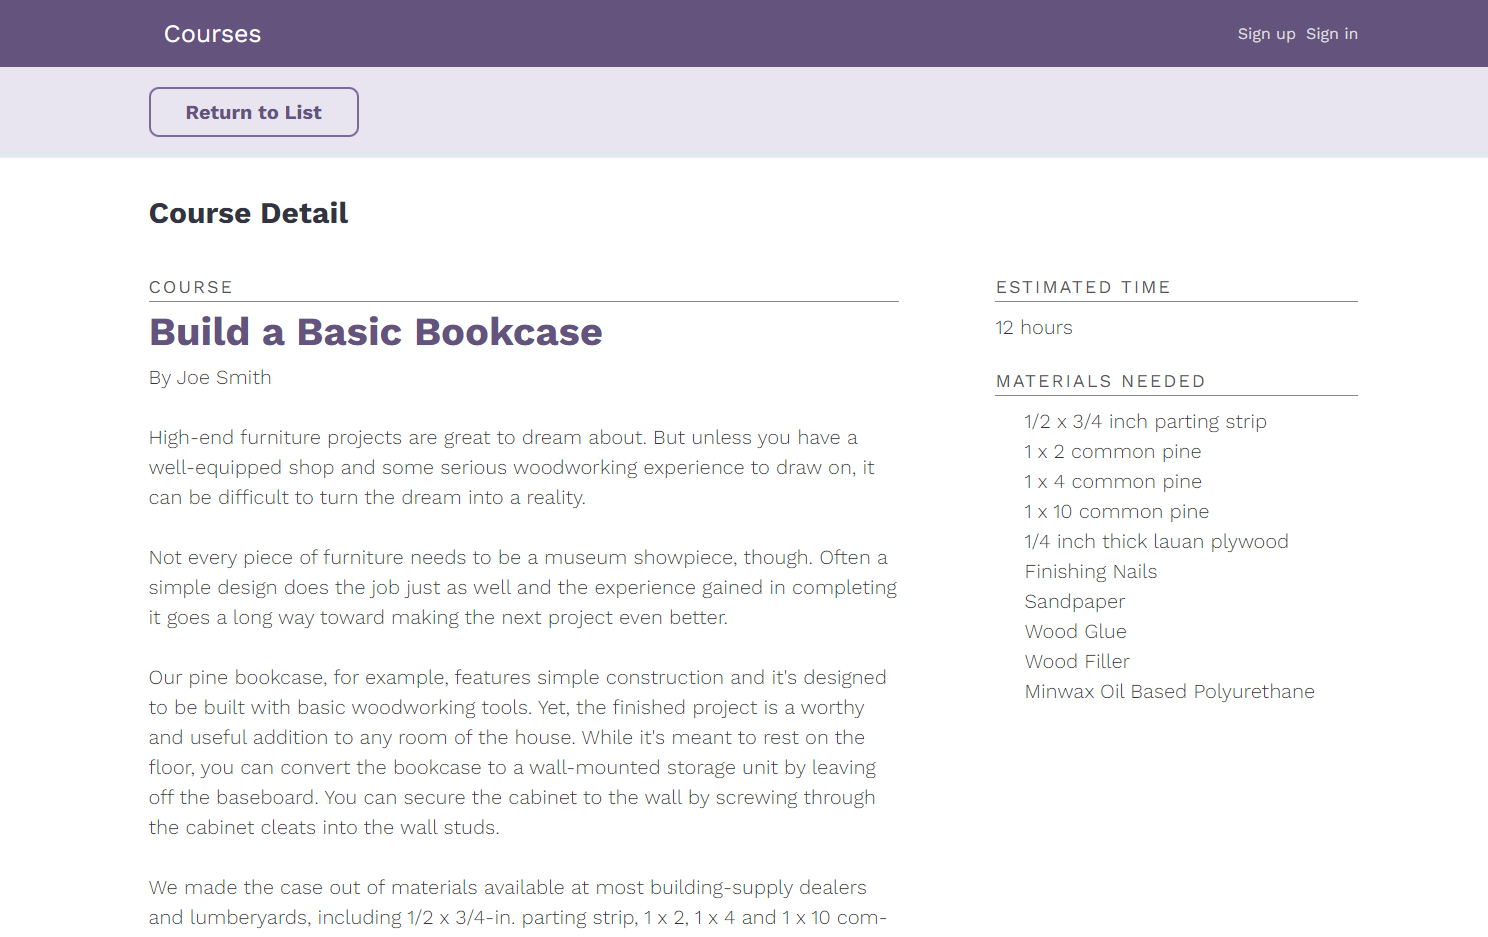 Courses
Sign up Sign in
Return to List
Course Detail
COURSE
Build a Basic Bookcase
By Joe Smith
High-end furniture projects are great to dream about. But unless you have a
well-equipped shop and some serious woodworking experience to draw on, it
can be difficult to turn the dream into a reality.
Not every piece of furniture needs to be a museum showpiece, though. Often a
simple design does the job just as well and the experience gained in completing
it goes a long way toward making the next project even better.
Our pine bookcase, for example, features simple construction and it's designed
to be built with basic woodworking tools. Yet, the finished project is a worthy
and useful addition to any room of the house. While it's meant to rest on the
floor, you can convert the bookcase to a wall-mounted storage unit by leaving
off the baseboard. You can secure the cabinet to the wall by screwing through
the cabinet cleats into the wall studs.
We made the case out of materials available at most building-supply dealers
and lumberyards, including 1/2 x 3/4-in. parting strip, 1 x 2, 1 x 4 and 1 x 10 com-
ESTIMATED TIME
12 hours
MATERIALS NEEDED
1/2 x 3/4 inch parting strip
1 x 2 common pine
1 x 4 common pine
1 x 10 common pine
1/4 inch thick lauan plywood
Finishing Nails
Sandpaper
Wood Glue
Wood Filler
Minwax Oil Based Polyurethane